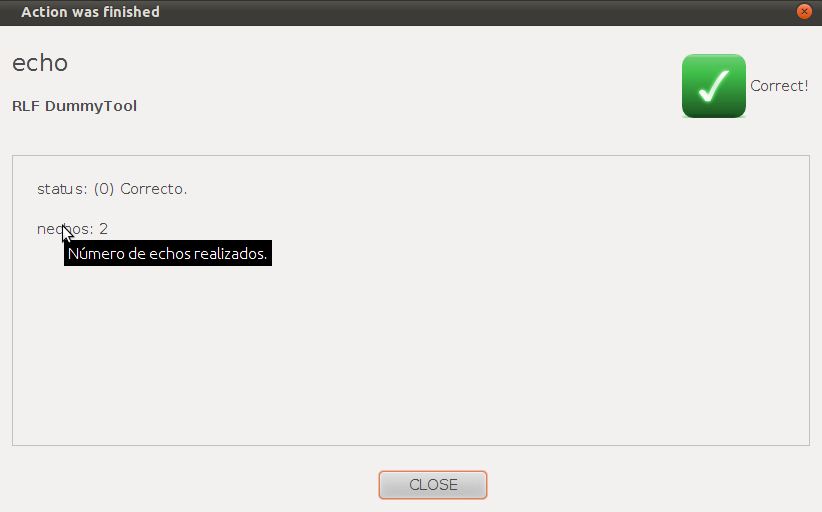 Action was finished
echo
Correct!
RLF DummyTool
status: (0) Correcto.
nechos: 2
Número de echos realizados.
CLOSE